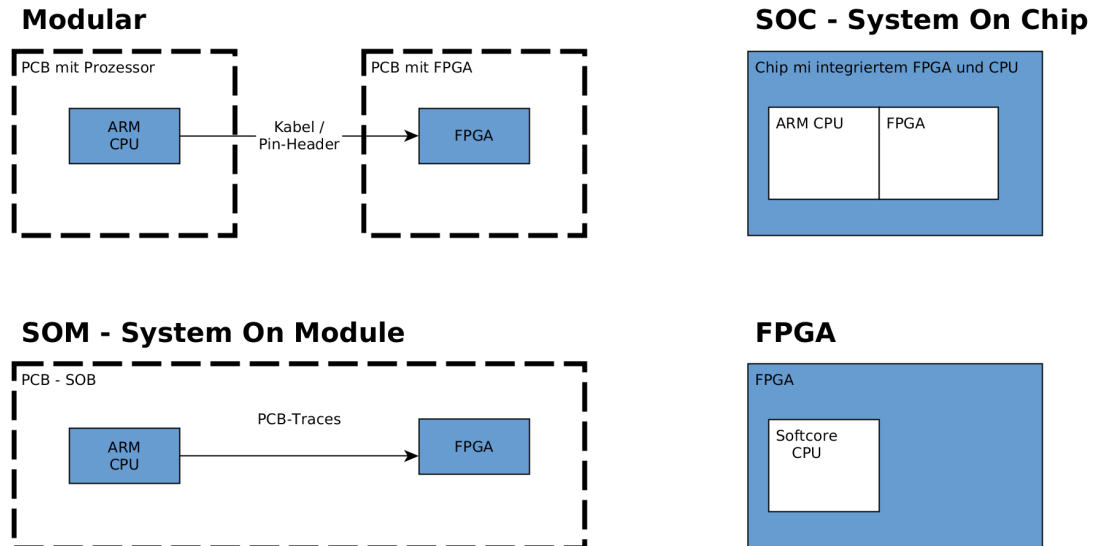 Modular
PCB mit Prozessor
ARM
CPU
Kabel /
Pin-Header
PCB mit FPGA
FPGA
SOC - System On Chip
Chip mi integriertem FPGA und CPU
ARM CPU
FPGA
SOM - System On Module
PCB - SOB
ARM
CPU
PCB-Traces
FPGA
FPGA
FPGA
Softcore
CPU